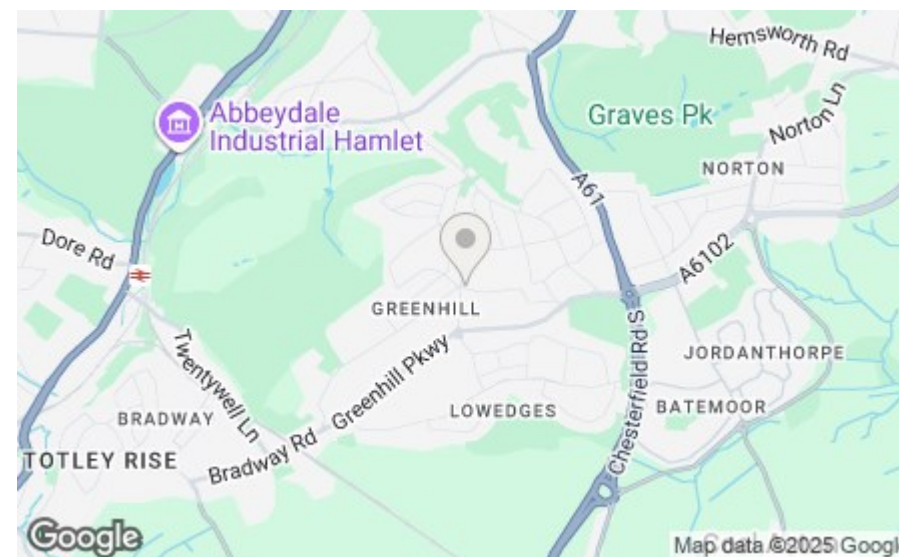 Hemsworth Rd
Abbeydale
Industrial Hamlet
Graves Pk
Norton Ln
NORTON
A61
Dore Rd
A6102
GREENHILL
Twentywell Ln
Greenhill Pkwy
Chesterfield Rd S
JORDANTHORPE
BRADWAY
LOWEDGES
BATEMOOR
TOTLEY RISE
Bradway Rd
Google
Map data ©2025 Googl